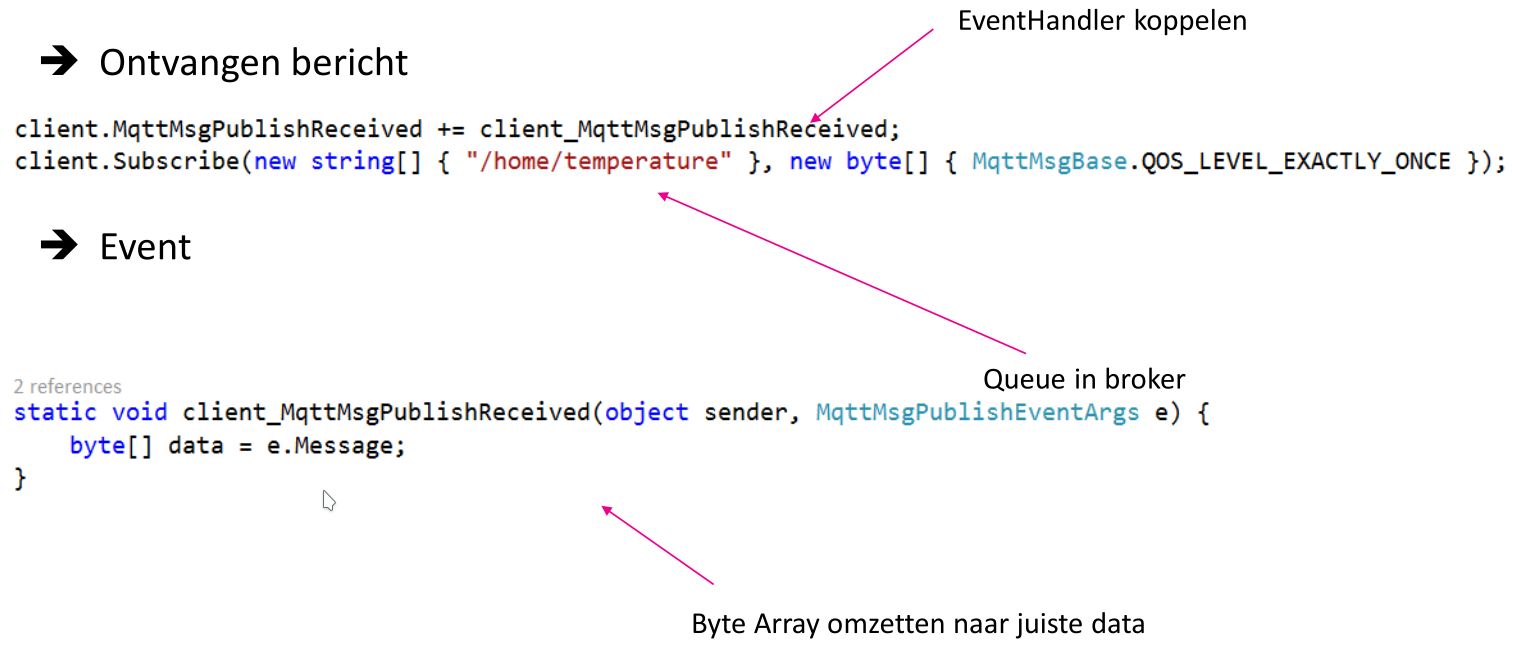 EventHandler koppelen
➔ Ontvangen bericht
client.MqttMsgPublishReceived += client_MqttMsgPublishReceived;
client.Subscribe(new string[] { "/home/temperature" }, new byte[] { MqttMsgBase.QOS_LEVEL_EXACTLY_ONCE });
➔ Event
Queue in broker
2 references
static void client_MqttMsgPublishReceived(object sender, MqttMsgPublishEventArgs e) {
byte[] data = e.Message;
}
Byte Array omzetten naar juiste data